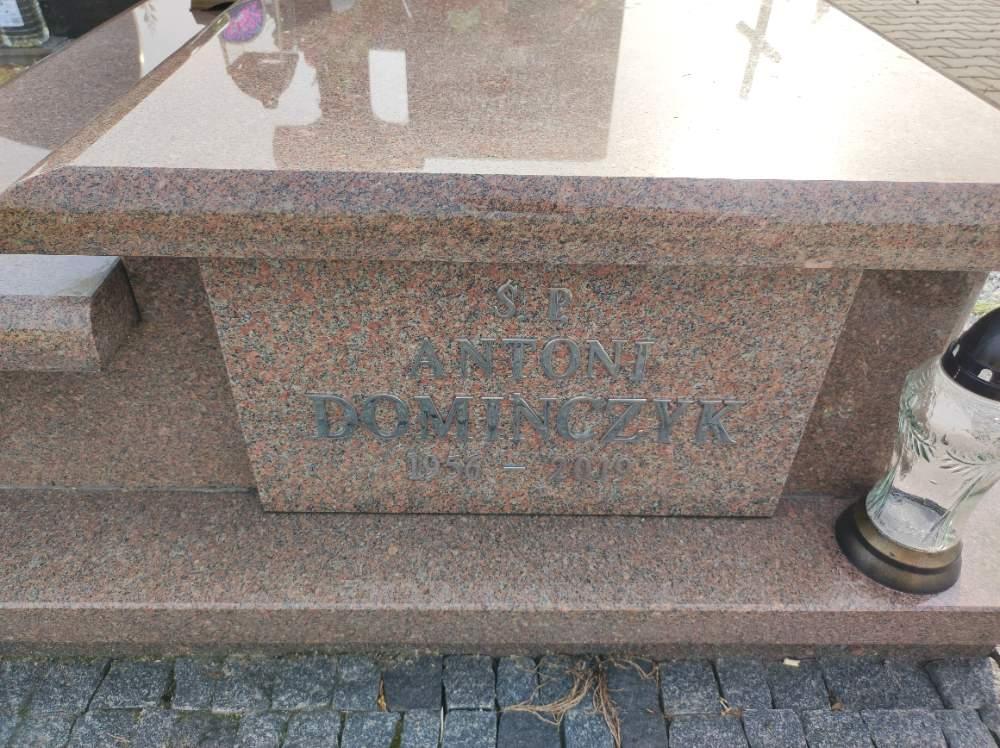 Ś. P.
ANTONI
DOMINCZYK
1956 – 2019